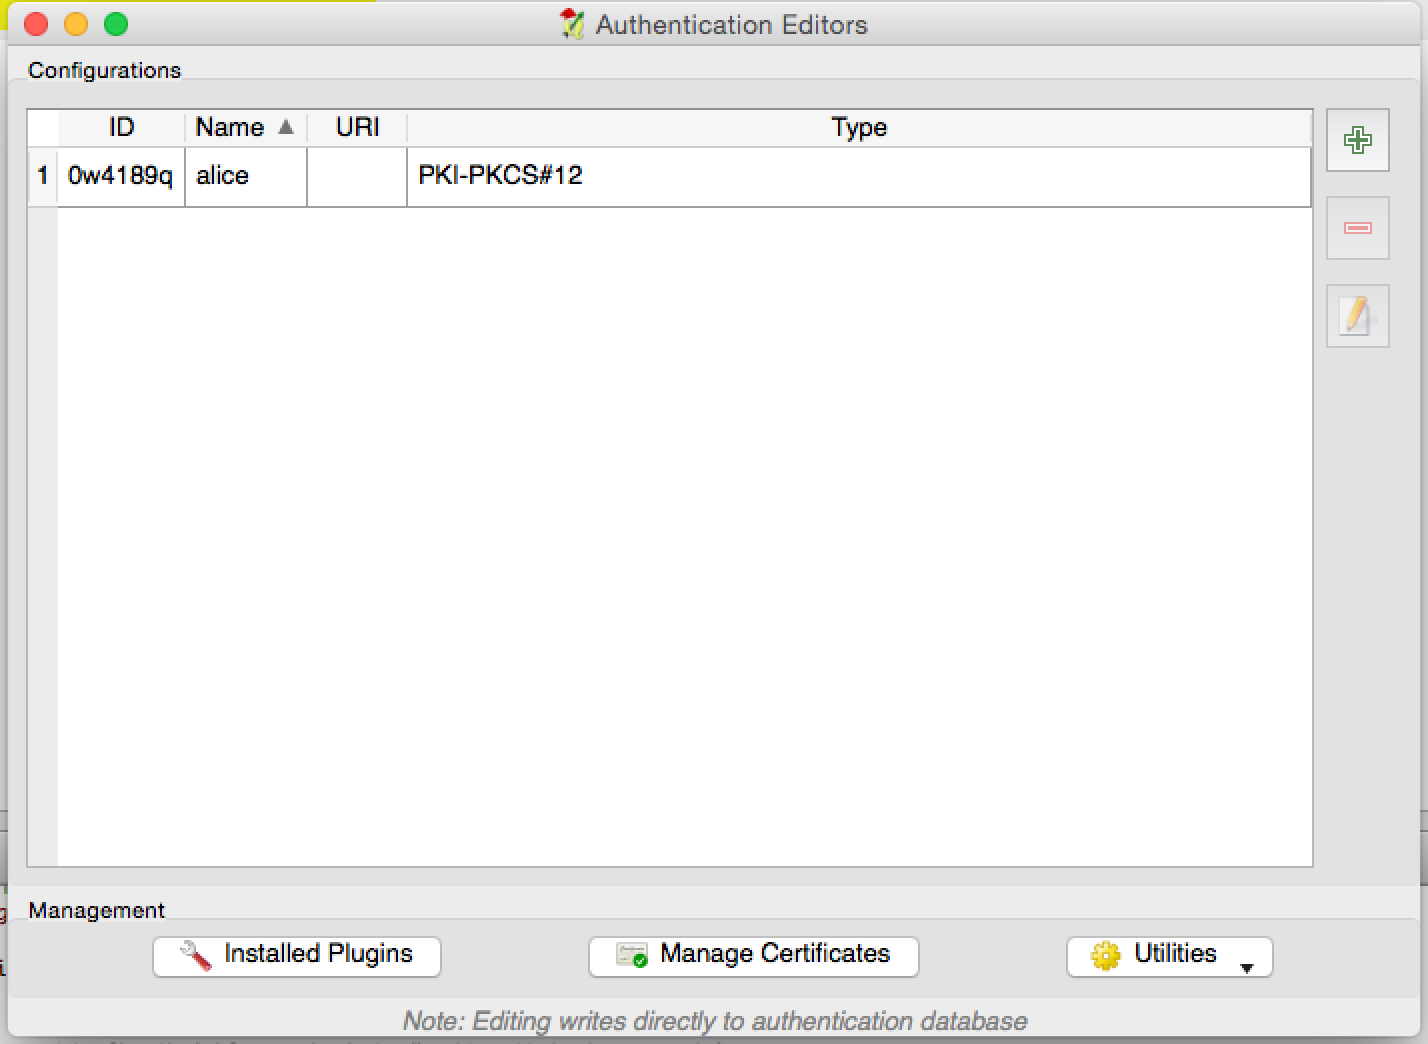 Authentication Editors
Configurations
ID Name URI Type
1 0w4189q alice PKI-PKCS#12
Management
Installed Plugins Manage Certificates Utilities
Note: Editing writes directly to authentication database